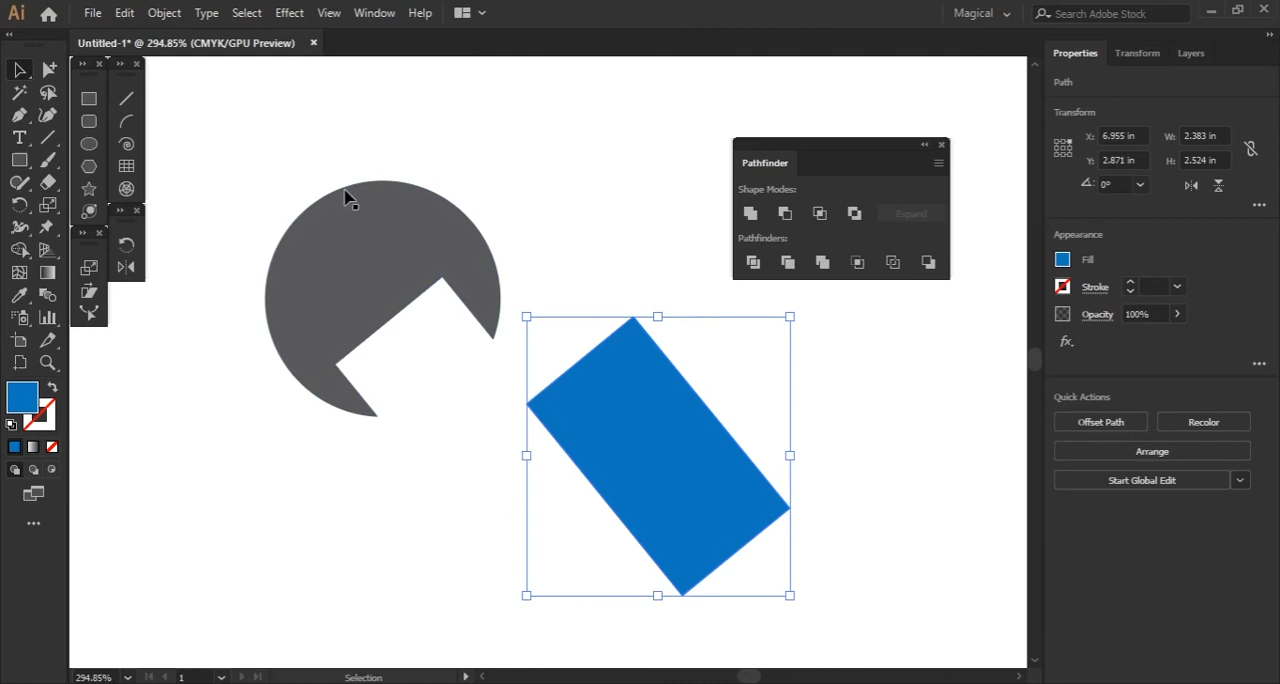 Ai File Edit Object Type Select Effect View Window Help Magical Search Adobe Stock
Untitled-1* @ 294.85% (CMYK/GPU Preview)
Properties Transform Layers
Path
Transform
X: 6.955 in W: 2.383 in
Y: 2.871 in H: 2.524 in
0°
Pathfinder
Shape Modes:
Expand
Pathfinders:
Appearance
Fill
Stroke
Opacity 100%
fx.
Quick Actions
Offset Path Recolor
Arrange
Start Global Edit
294.85% 1 Selection